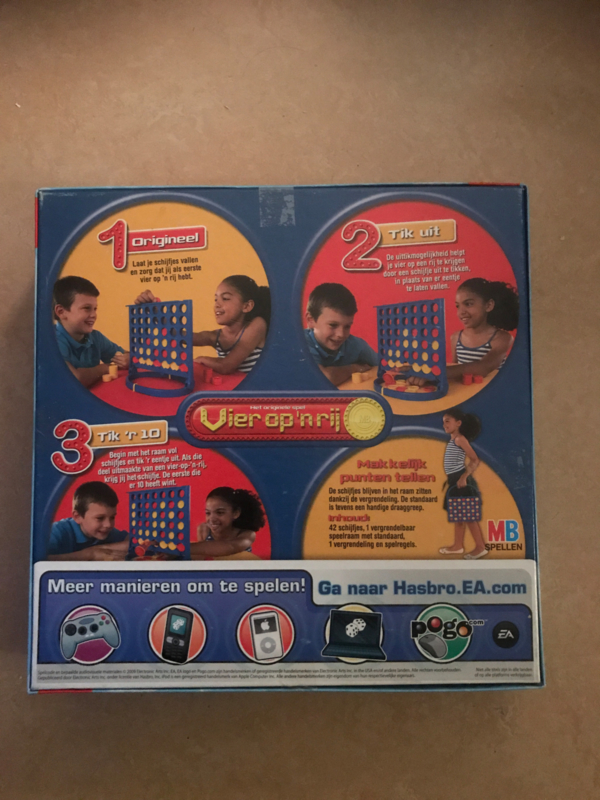 1 Origineel
Laat je schijfjes vallen
en zorg dat jij als eerste
vier op 'n rij hebt.
2 Tik uit
De uittikmogelijkheid helpt
je vier op een rij te krijgen
door een schijfje uit te tikken,
in plaats van er eentje
te laten vallen.
Het originele spel
Vier op 'n rij
3 Tik 'r 10
Begin met het raam vol
schijfjes en tik 'r eentje uit. Als die
deel uitmaakte van een vier-op-'n-rij,
krijg jij het schijfje. De eerste die
er 10 heeft wint.
Makkelijk
punten tellen
De schijfjes blijven in het raam zitten
dankzij de vergrendeling. De standaard
is tevens een handige draaggreep.
Inhoud:
42 schijfjes, 1 vergrendelbaar
speelraam met standaard,
1 vergrendeling en spelregels.
MB
SPELLEN
Meer manieren om te spelen!
Ga naar Hasbro.EA.com
pogo.com
EA